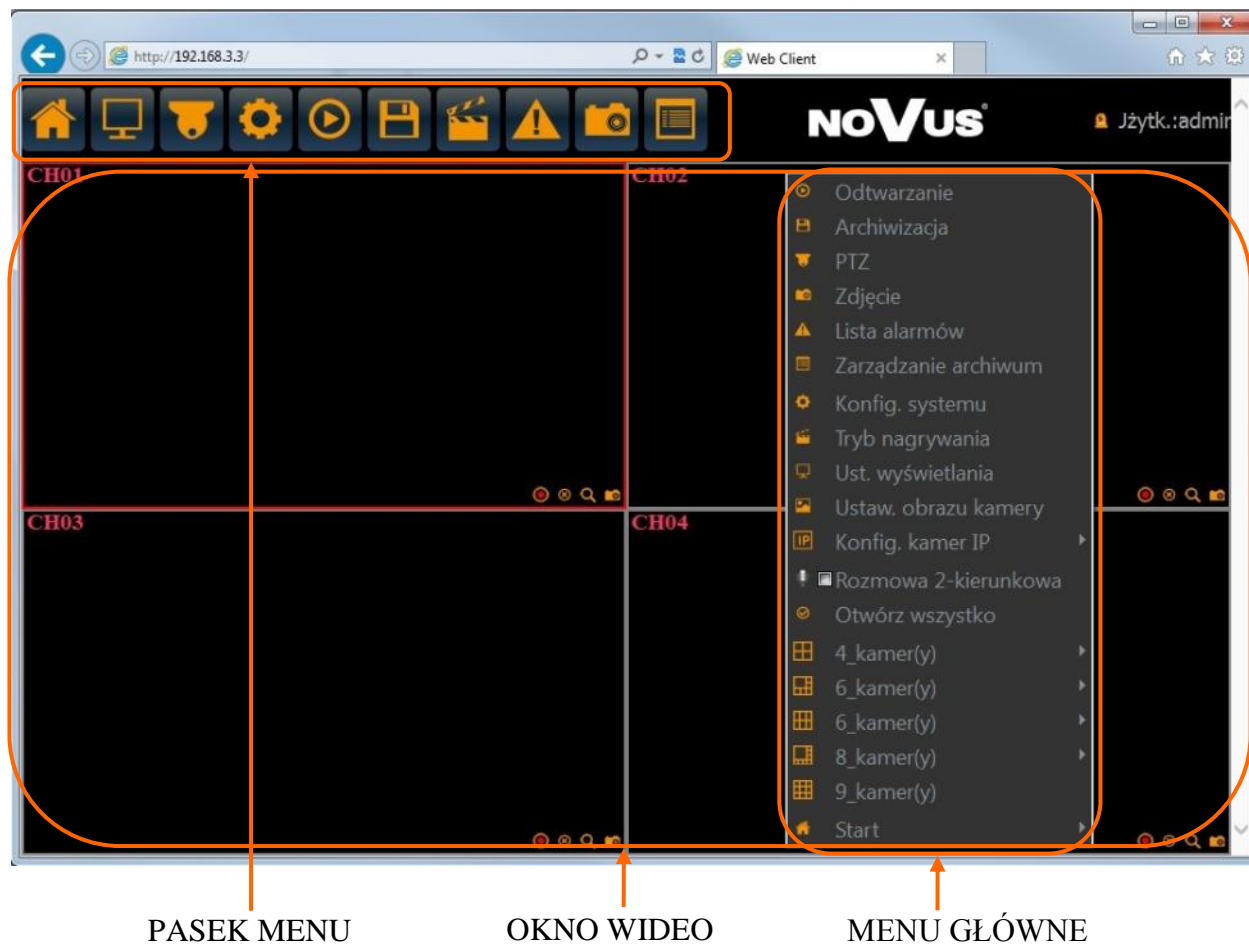 http://192.168.3.3/
Web Client
NOVUS
Jżytk.:admin
CH01
CH02
Odtwarzanie
Archiwizacja
PTZ
Zdjęcie
Lista alarmów
Zarządzanie archiwum
Konfig. systemu
Tryb nagrywania
Ust. wyświetlania
Ustaw. obrazu kamery
IP Konfig. kamer IP
Rozmowa 2-kierunkowa
Otwórz wszystko
4_kamer(y)
6_kamer(y)
6_kamer(y)
8_kamer(y)
9_kamer(y)
Start
CH03
CH04
PASEK MENU
OKNO WIDEO
MENU GŁÓWNE